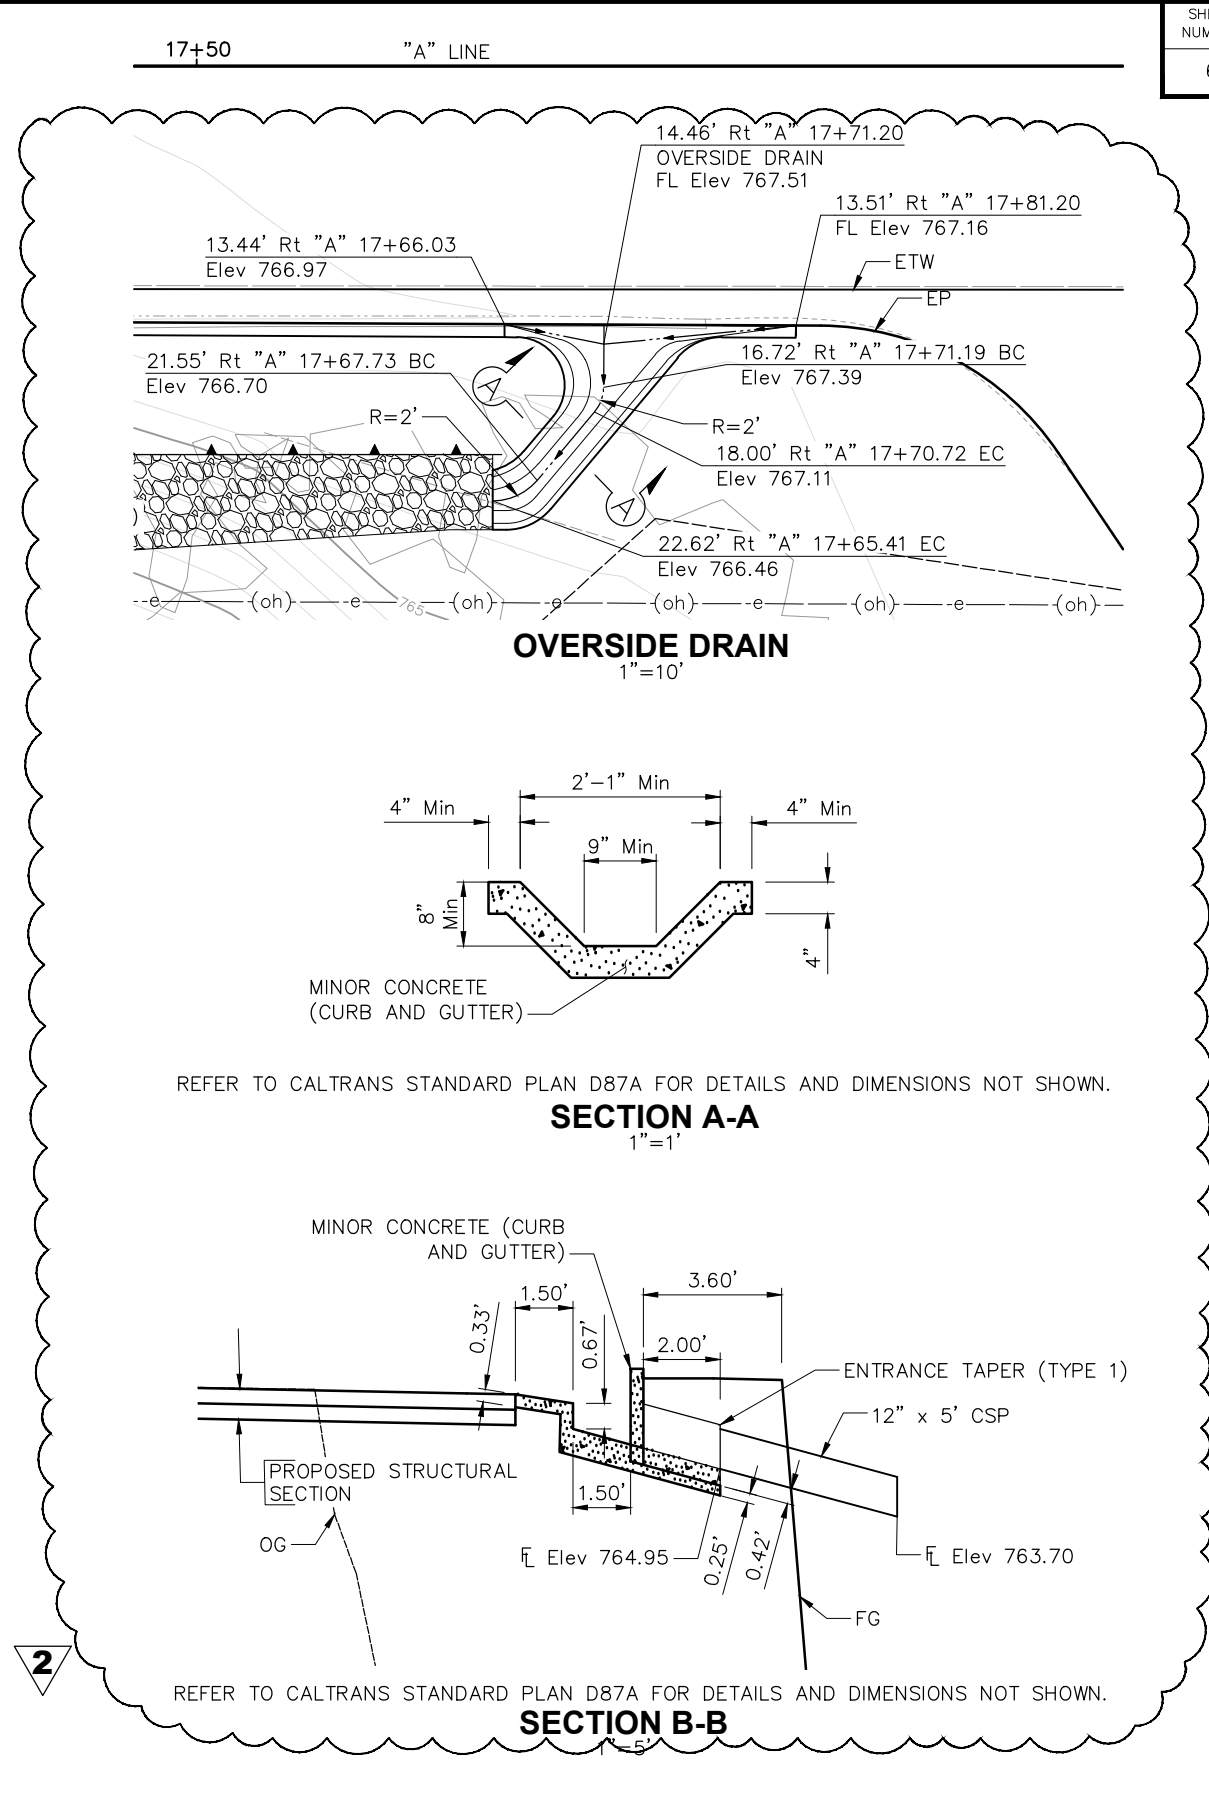 SH
NUM
17+50
"A" LINE
14.46' Rt "A" 17+71.20
OVERSIDE DRAIN
FL Elev 767.51
13.51' Rt "A" 17+81.20
FL Elev 767.16
13.44' Rt "A" 17+66.03
Elev 766.97
ETW
EP
21.55' Rt "A" 17+67.73 BC
Elev 766.70
16.72' Rt "A" 17+71.19 BC
Elev 767.39
A
R=2'
R=2'
18.00' Rt "A" 17+70.72 EC
Elev 767.11
A
22.62' Rt "A" 17+65.41 EC
Elev 766.46
e (oh) e 765 (oh) e (oh) e (oh) e (oh)
OVERSIDE DRAIN
1"=10'
2'-1" Min
4" Min
4" Min
9" Min
8" Min
4"
MINOR CONCRETE
(CURB AND GUTTER)
REFER TO CALTRANS STANDARD PLAN D87A FOR DETAILS AND DIMENSIONS NOT SHOWN.
SECTION A-A
1"=1'
MINOR CONCRETE (CURB
AND GUTTER)
3.60'
1.50'
0.33'
0.67'
2.00'
ENTRANCE TAPER (TYPE 1)
12" x 5' CSP
PROPOSED STRUCTURAL
SECTION
1.50'
OG
FL Elev 764.95
0.25'
0.42'
FL Elev 763.70
FG
2
REFER TO CALTRANS STANDARD PLAN D87A FOR DETAILS AND DIMENSIONS NOT SHOWN.
SECTION B-B
1"=5'